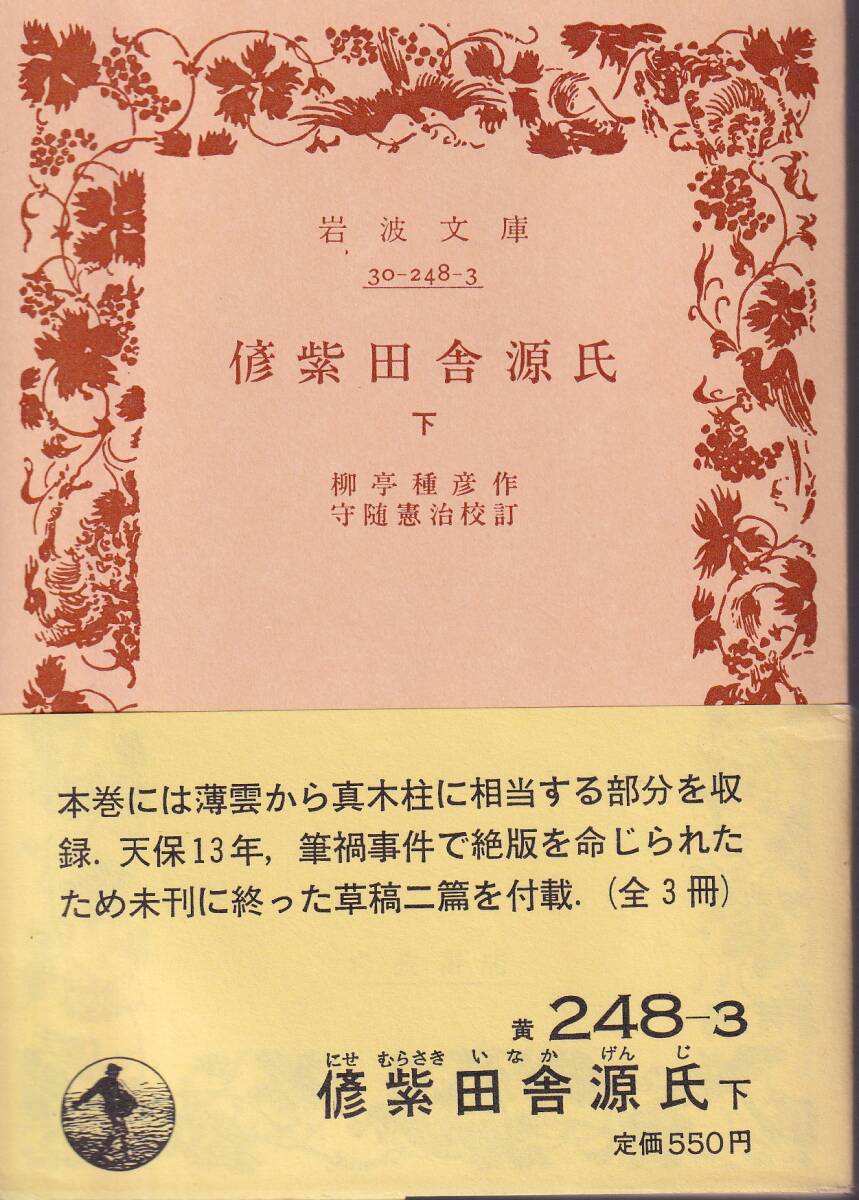 岩波文庫
30-248-3
偐紫田舎源氏
下
柳亭種彦作
守随憲治校訂
本巻には薄雲から真木柱に相当する部分を収
録．天保13年，筆禍事件で絶版を命じられた
ため未刊に終った草稿二篇を付載．（全3冊）
黄 248-3
にせ むらさき い なか げん じ
偐紫田舎源氏 下
定価550円